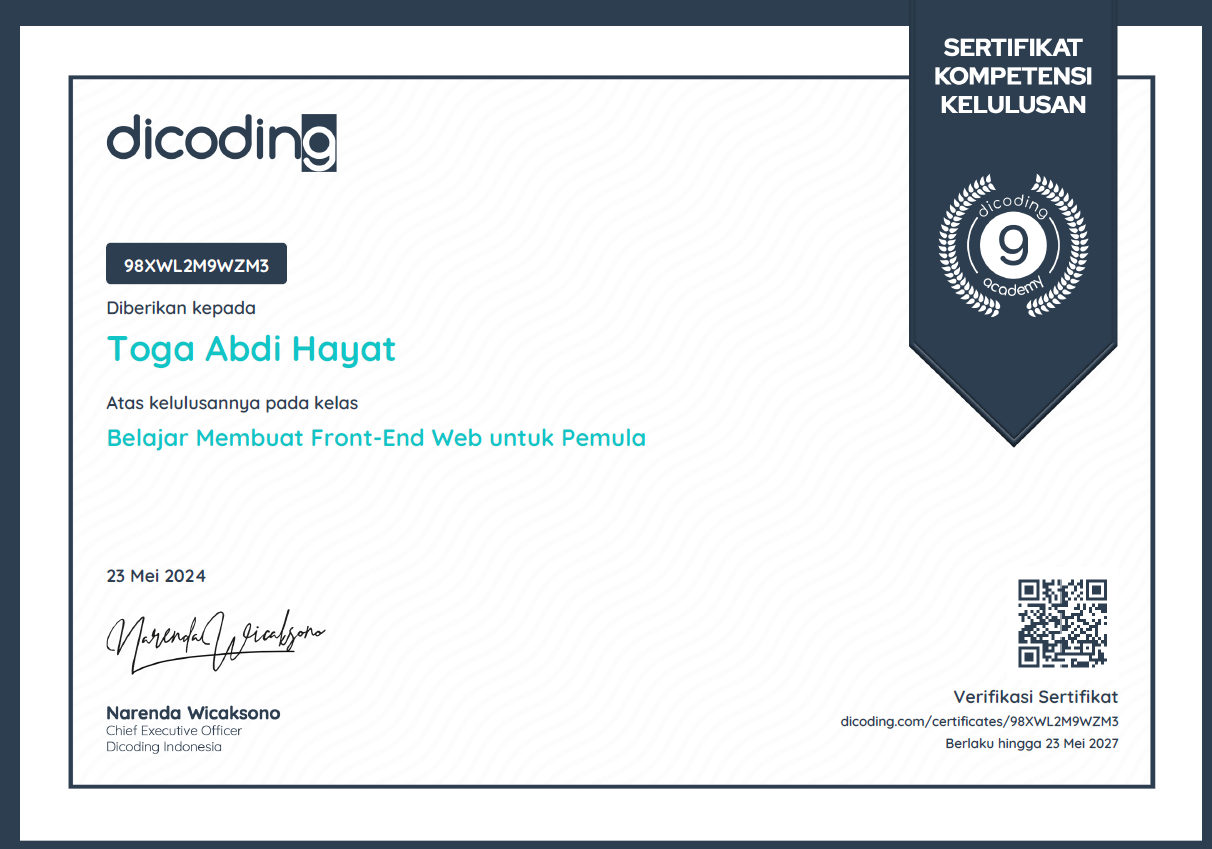 SERTIFIKAT
KOMPETENSI
KELULUSAN
dicoding
dicoding
9
academy
98XWL2M9WZM3
Diberikan kepada
Toga Abdi Hayat
Atas kelulusannya pada kelas
Belajar Membuat Front-End Web untuk Pemula
23 Mei 2024
Narenda Wicaksono
Narenda Wicaksono
Chief Executive Officer
Dicoding Indonesia
Verifikasi Sertifikat
dicoding.com/certificates/98XWL2M9WZM3
Berlaku hingga 23 Mei 2027